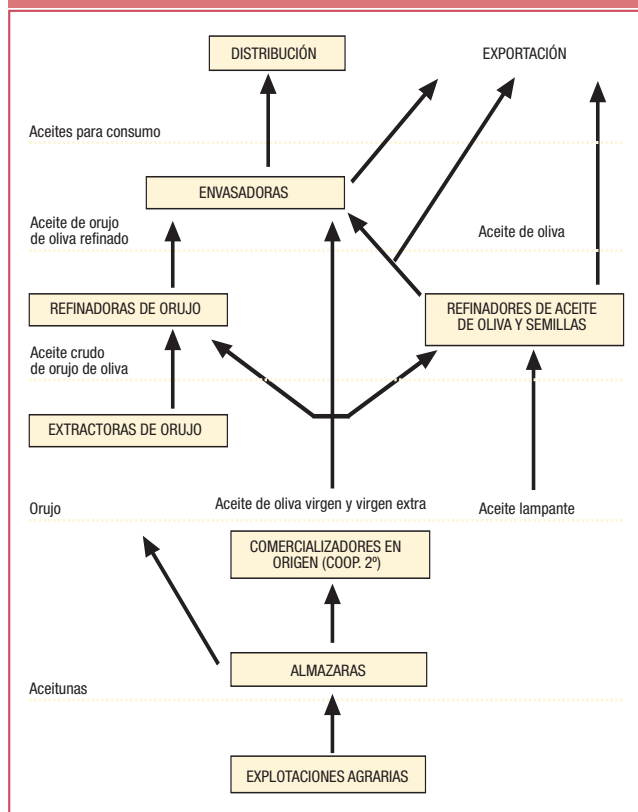 DISTRIBUCIÓN
EXPORTACIÓN
Aceites para consumo
ENVASADORAS
Aceite de orujo
de oliva refinado
Aceite de oliva
REFINADORAS DE ORUJO
REFINADORES DE ACEITE
DE OLIVA Y SEMILLAS
Aceite crudo
de orujo de oliva
EXTRACTORAS DE ORUJO
Orujo
Aceite de oliva virgen y virgen extra
Aceite lampante
COMERCIALIZADORES EN
ORIGEN (COOP. 2º)
ALMAZARAS
Aceitunas
EXPLOTACIONES AGRARIAS